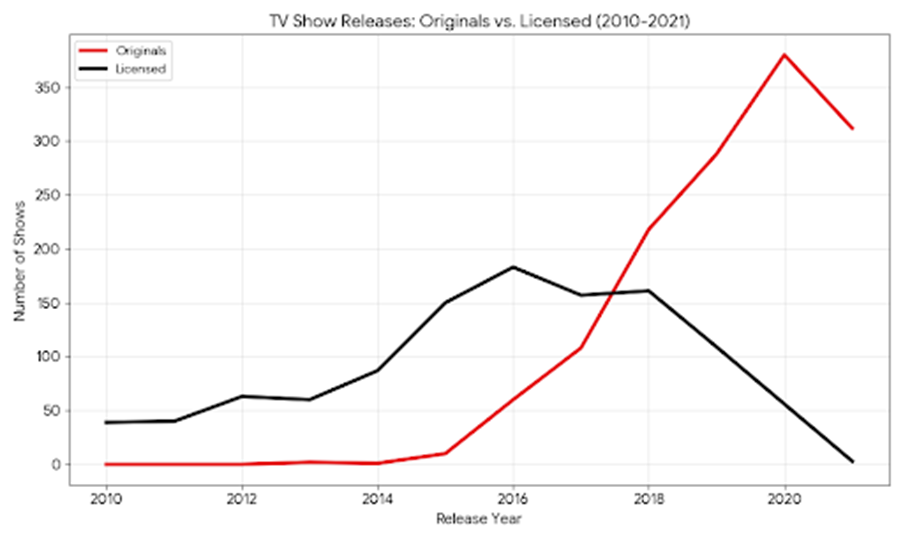 TV Show Releases: Originals vs. Licensed (2010-2021)
Originals
Licensed
350
300
250
200
150
100
50
0
Number of Shows
2010 2012 2014 2016 2018 2020
Release Year